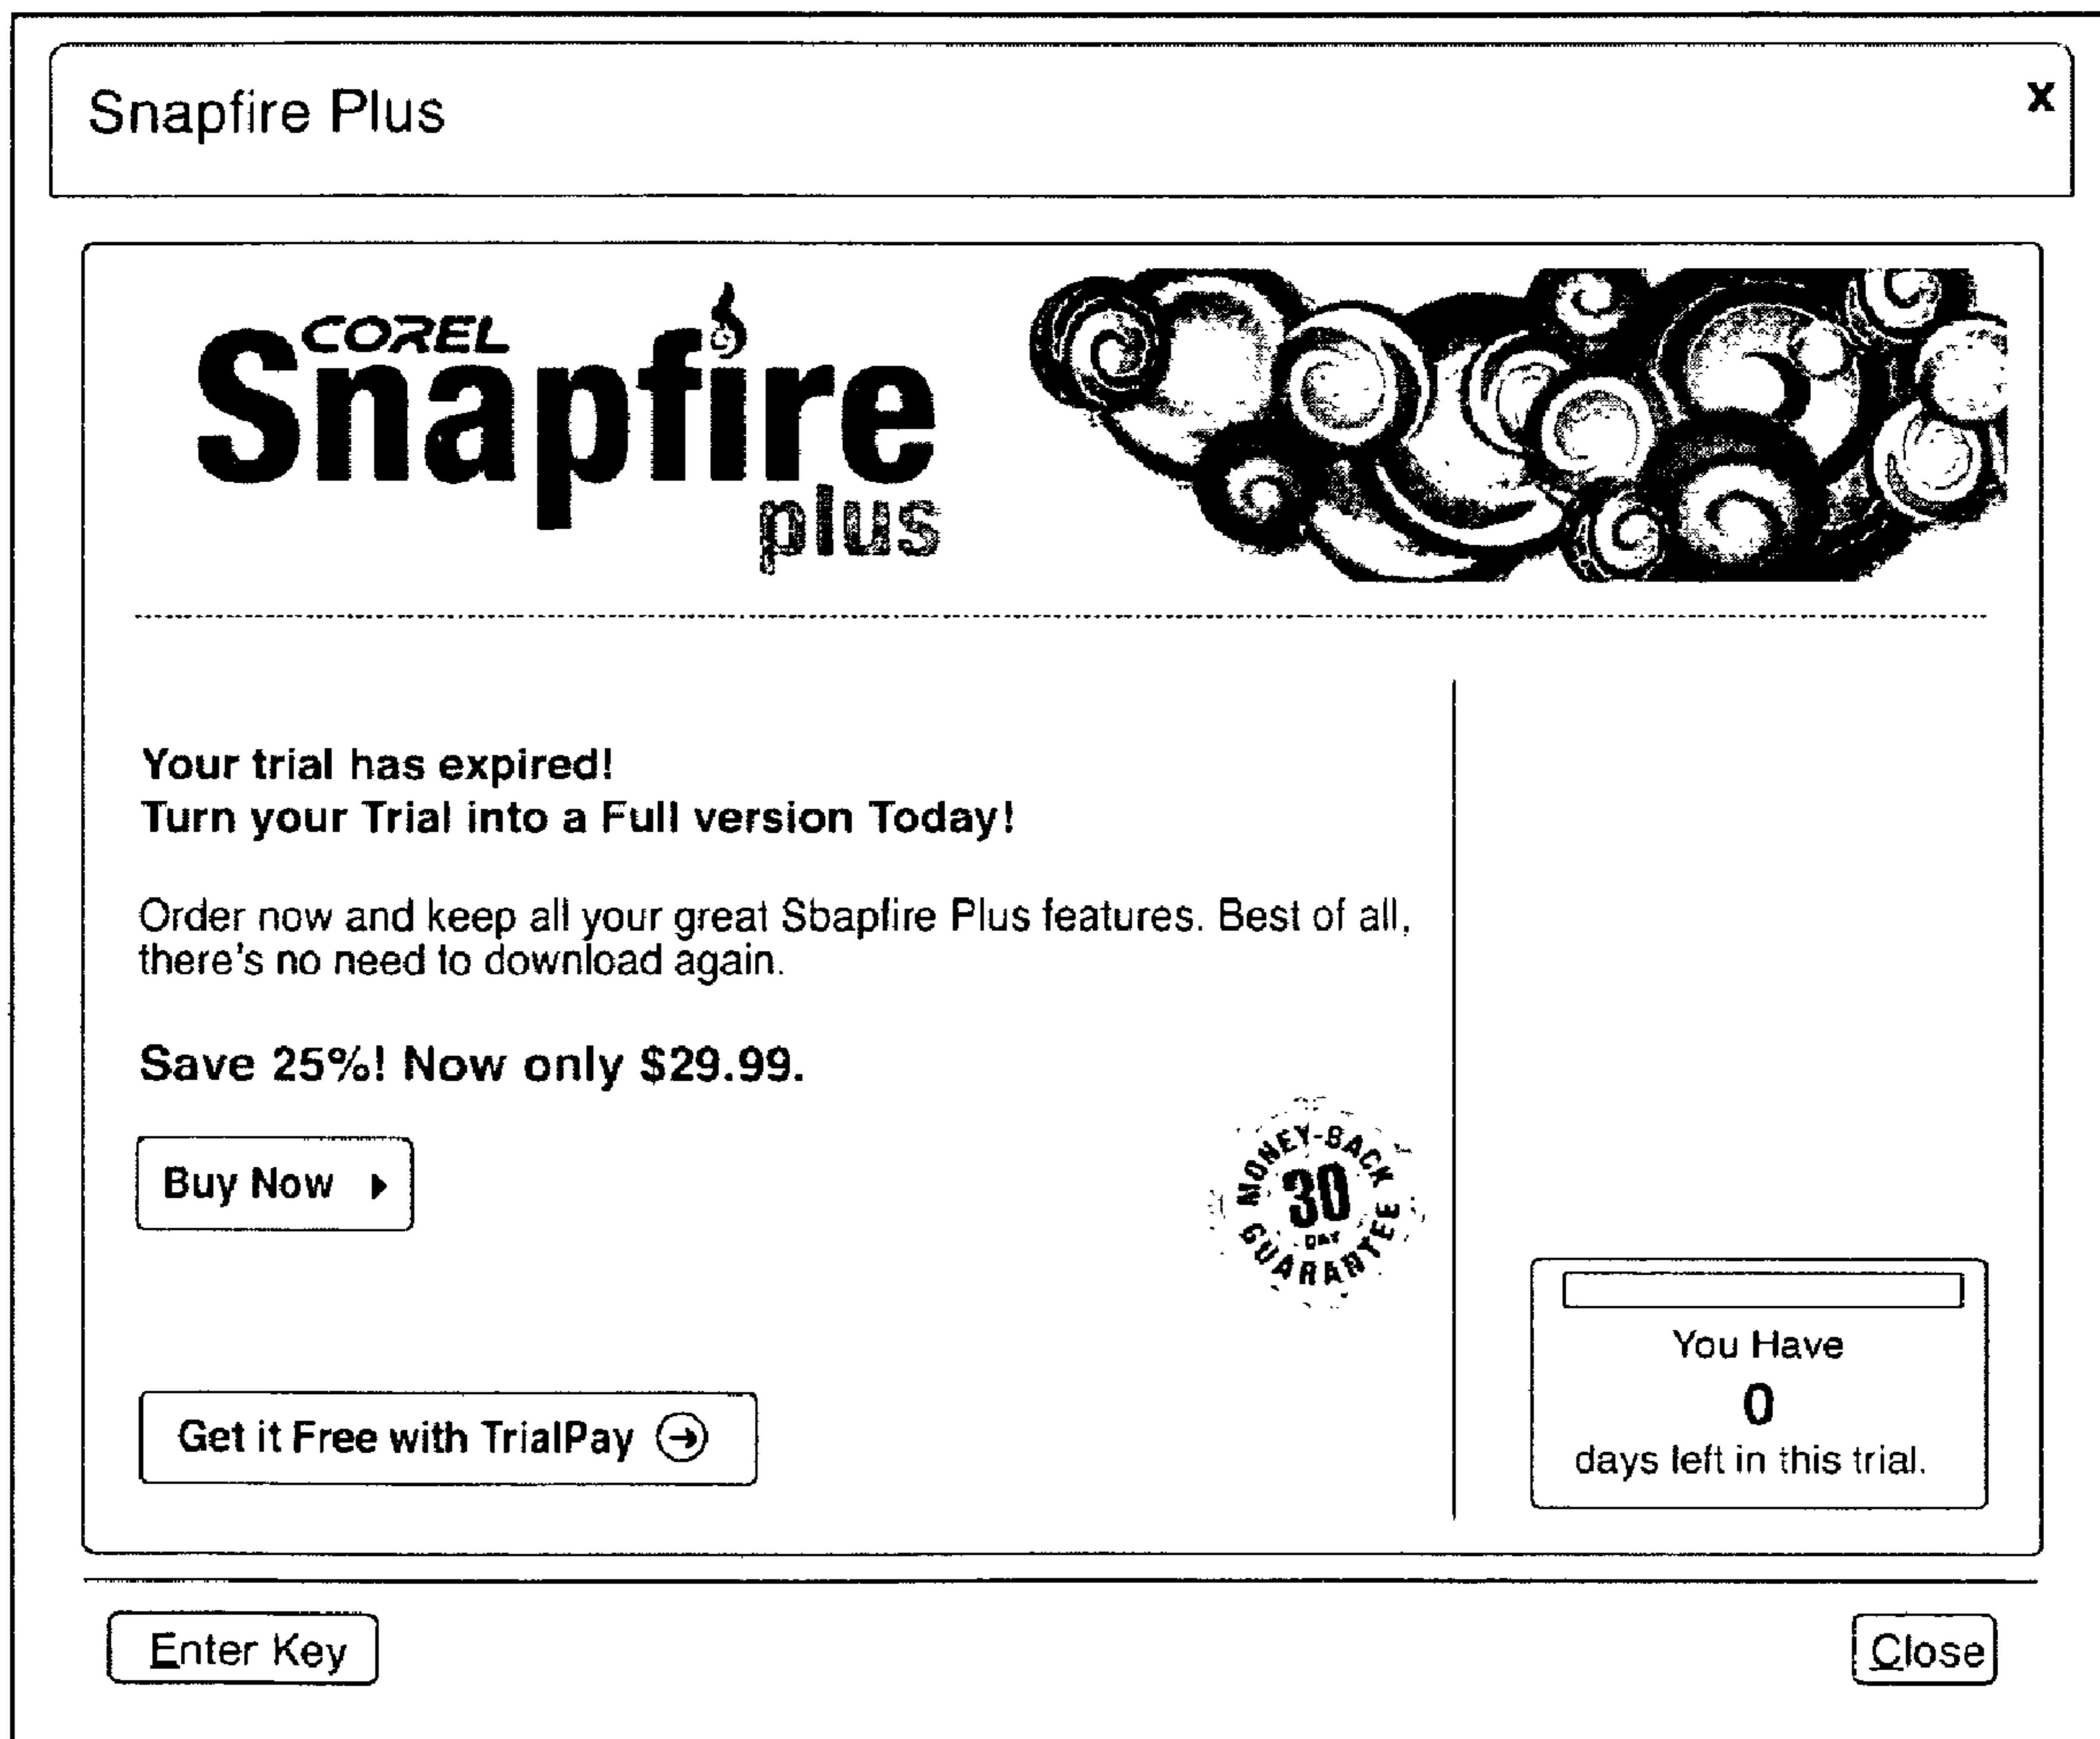 Snapfire Plus
x
COREL
Snapfire
plus
Your trial has expired!
Turn your Trial into a Full version Today!
Order now and keep all your great Sbapfire Plus features. Best of all,
there's no need to download again.
Save 25%! Now only $29.99.
Buy Now
MONEY-BACK
30
DAY
GUARANTEE
Get it Free with TrialPay
You Have
0
days left in this trial.
Enter Key
Close